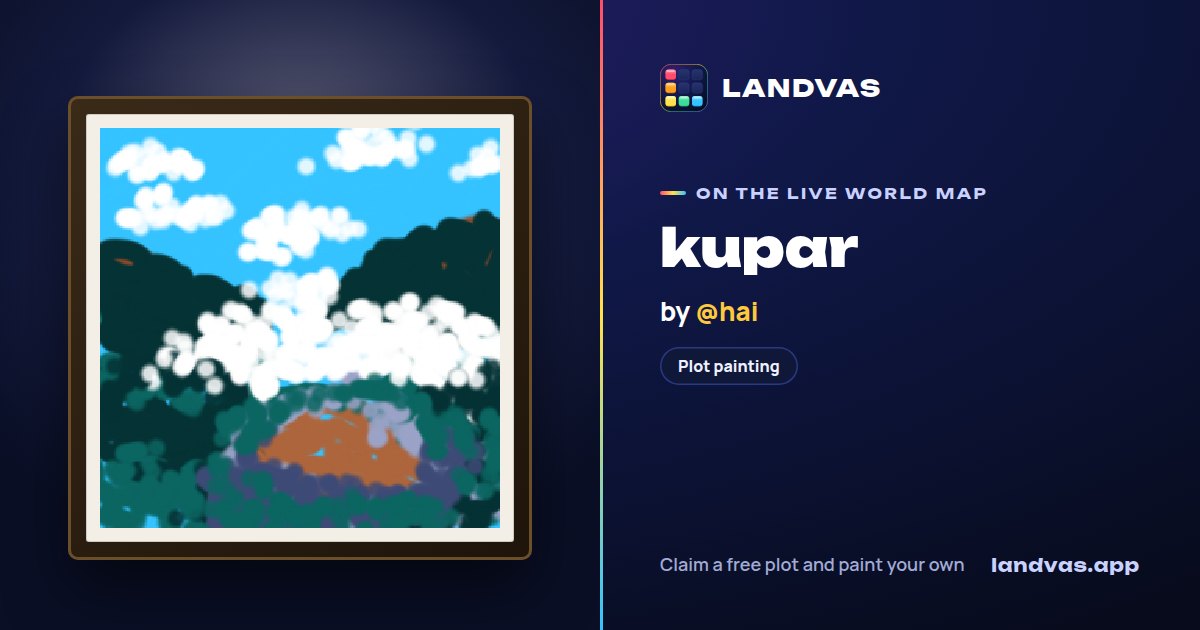 LANDVAS
ON THE LIVE WORLD MAP
kupar
by @hai
Plot painting
Claim a free plot and paint your own landvas.app